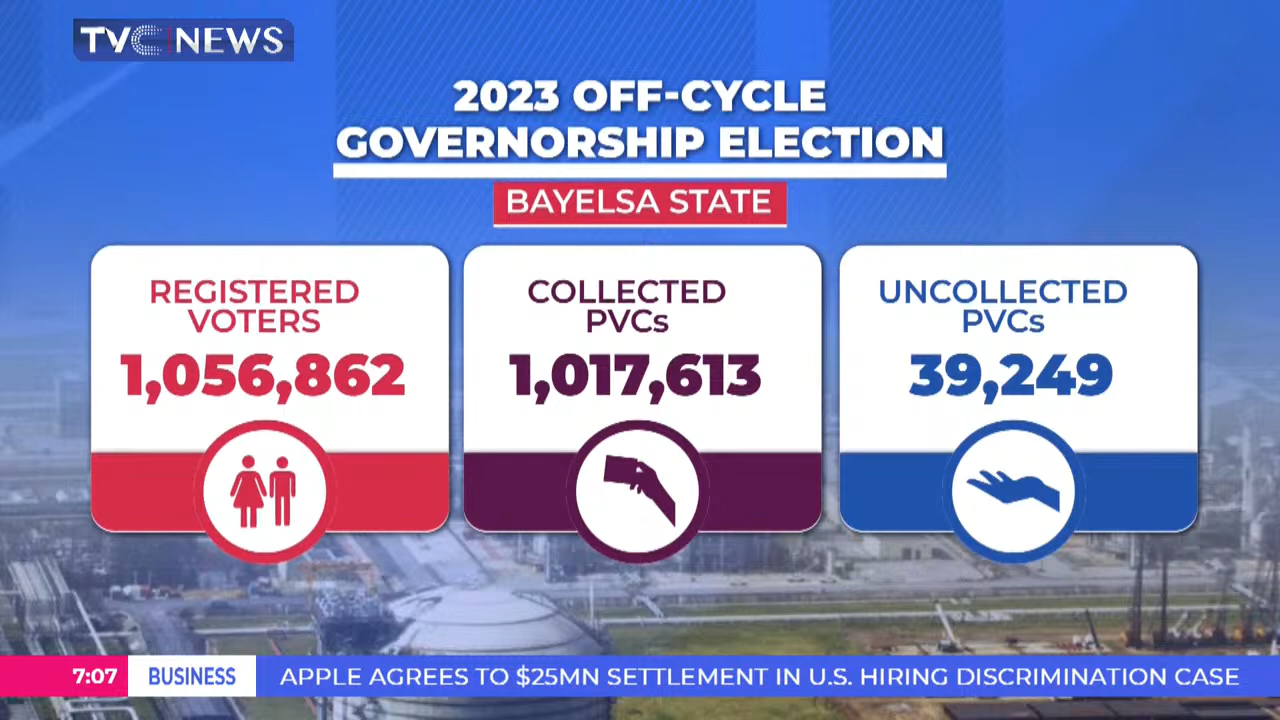 TVC NEWS
2023 OFF-CYCLE
GOVERNORSHIP ELECTION
BAYELSA STATE
REGISTERED
VOTERS
1,056,862
COLLECTED
PVCs
1,017,613
UNCOLLECTED
PVCs
39,249
7:07 BUSINESS APPLE AGREES TO $25MN SETTLEMENT IN U.S. HIRING DISCRIMINATION CASE